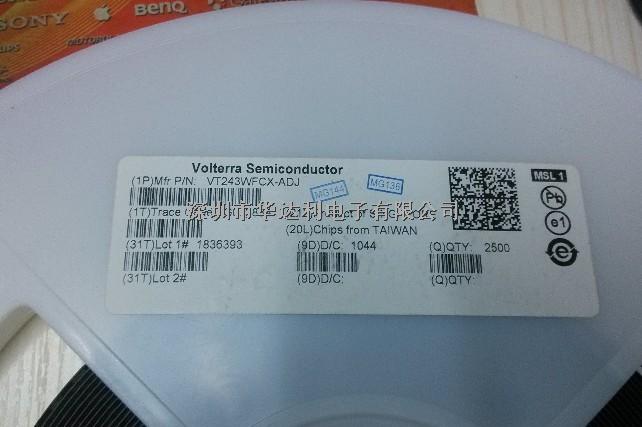 SONY
BenQ
Volterra Semiconductor
(1P)Mfr P/N: VT243WFCX-ADJ
MG144
MG136
MSL 1
Pb
e1
e
(1T)Trace
深圳市华达利电子有限公司
(20L)Chips from TAIWAN
(31T)Lot 1# 1836393
(9D)D/C: 1044
(Q)QTY: 2500
(31T)Lot 2#
(9D)D/C:
(Q)QTY: